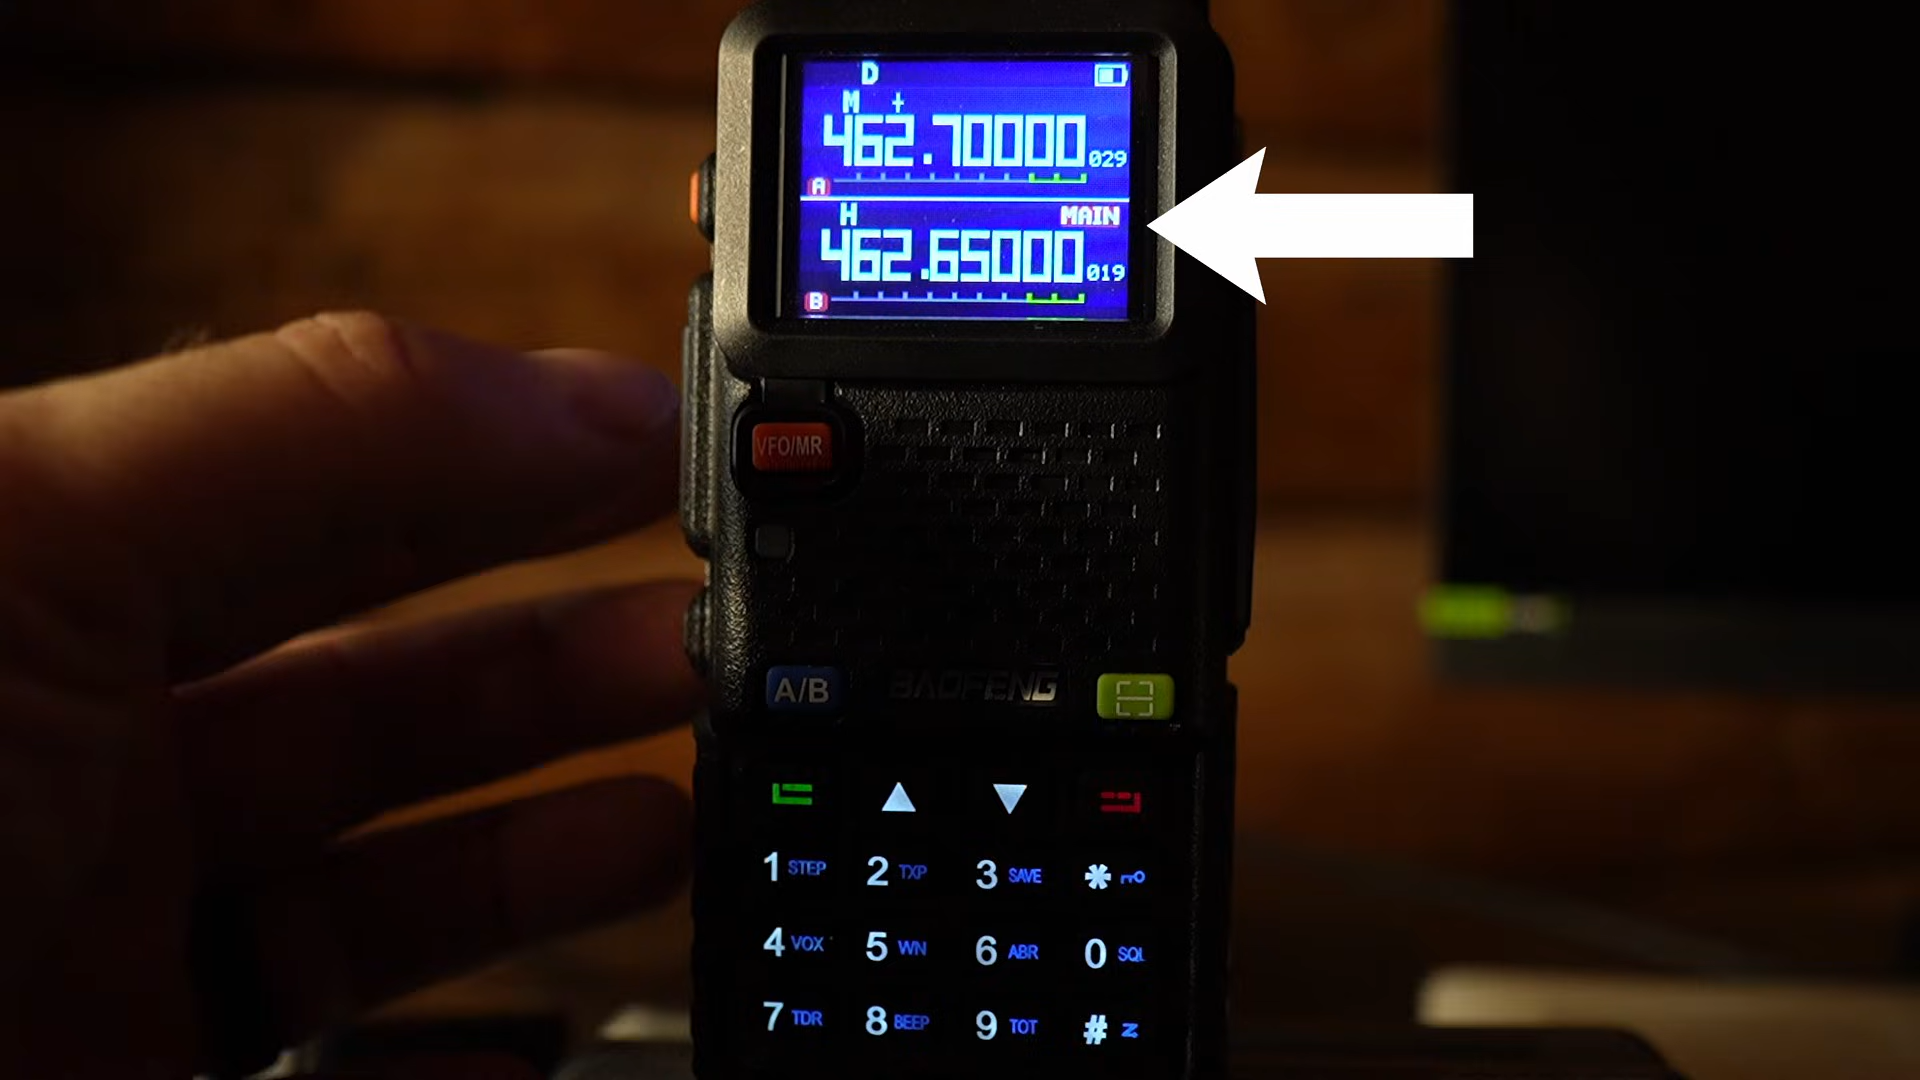 D
M +
462.70000 029
A
H MAIN
462.65000 019
B
VFO/MR
A/B BAOFENG
1 STEP 2 TXP 3 SAVE *
4 VOX 5 WN 6 ABR 0 SQL
7 TDR 8 BEEP 9 TOT # Z